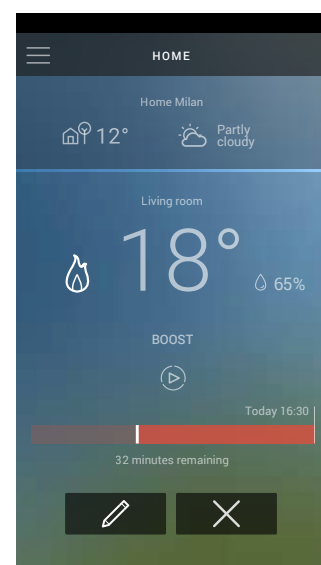 HOME
Home Milan
12°
Partly
cloudy
Living room
18°
65%
BOOST
Today 16:30
32 minutes remaining